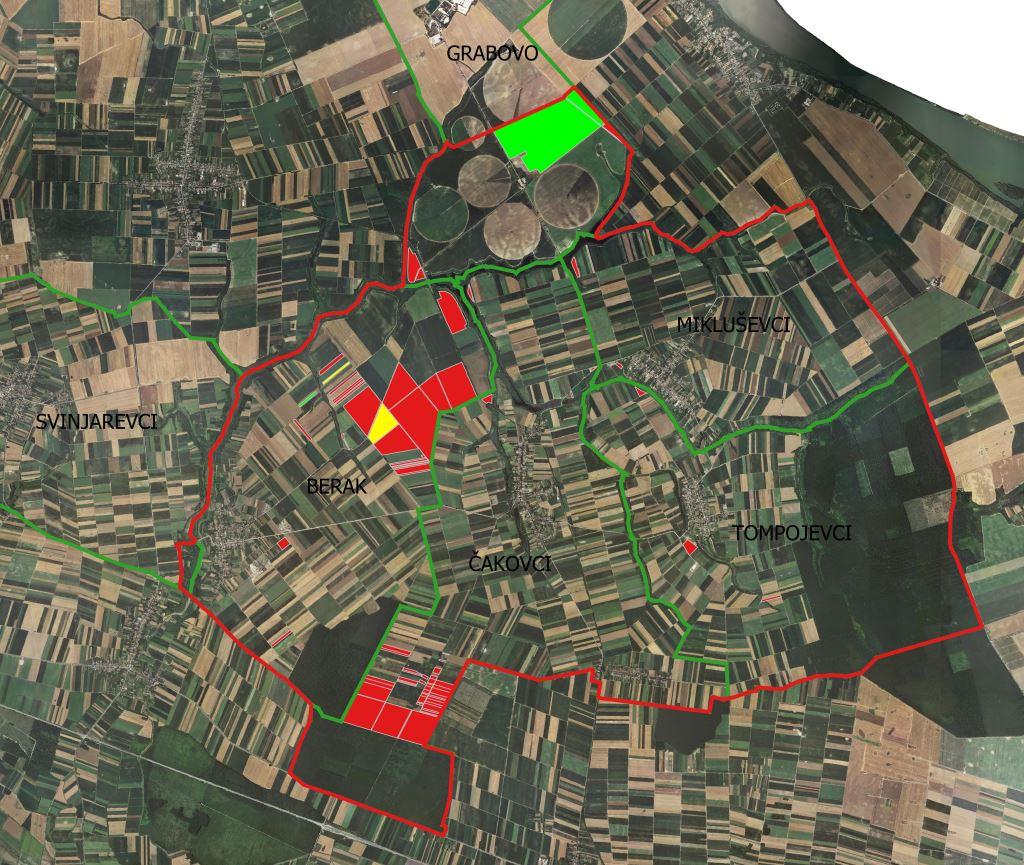 GRABOVO
MIKLUŠEVCI
SVINJAREVCI
BERAK
TOMPOJEVCI
ČAKOVCI